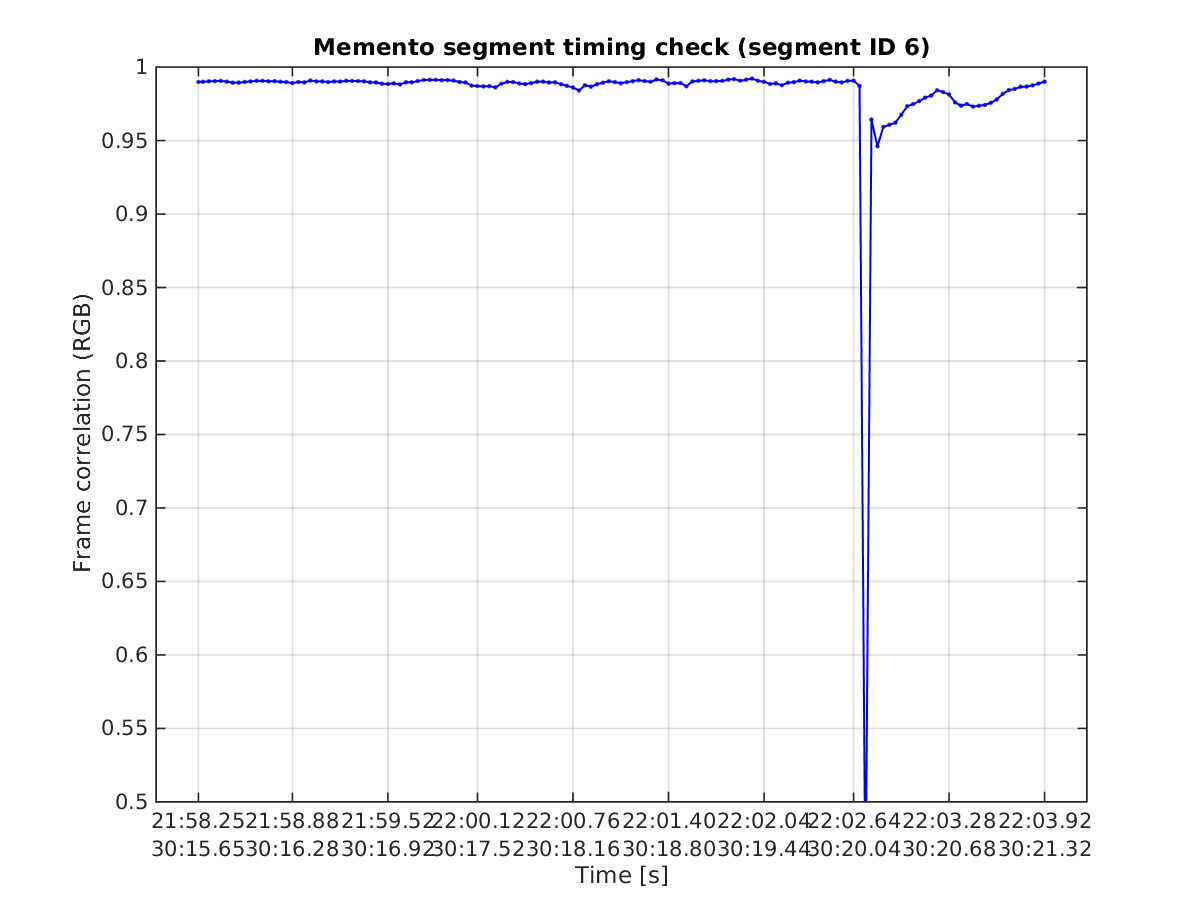 Memento segment timing check (segment ID 6)
1
0.95
0.9
0.85
0.8
0.75
0.7
0.65
0.6
0.55
0.5
Frame correlation (RGB)
21:58.25 21:58.88 21:59.52 22:00.12 22:00.76 22:01.40 22:02.04 22:02.64 22:03.28 22:03.92
30:15.65 30:16.28 30:16.92 30:17.52 30:18.16 30:18.80 30:19.44 30:20.04 30:20.68 30:21.32
Time [s]